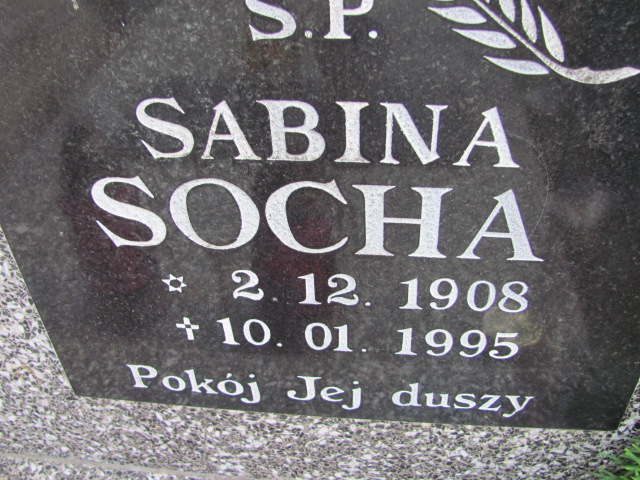 S.P.
SABINA
SOCHA
✡ 2.12.1908
✝ 10.01.1995
Pokój Jej duszy